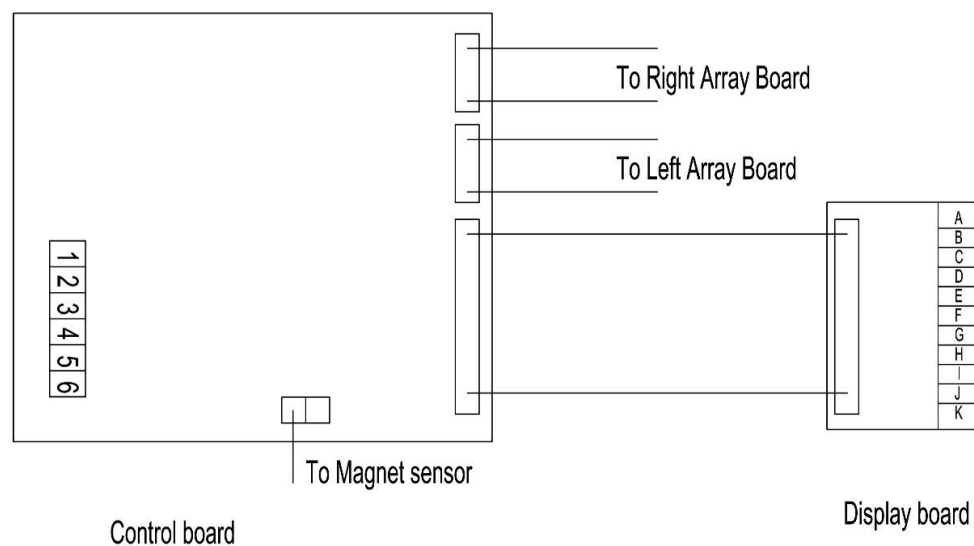 To Right Array Board
To Left Array Board
1
2
3
4
5
6
A
B
C
D
E
F
G
H
I
J
K
To Magnet sensor
Control board
Display board